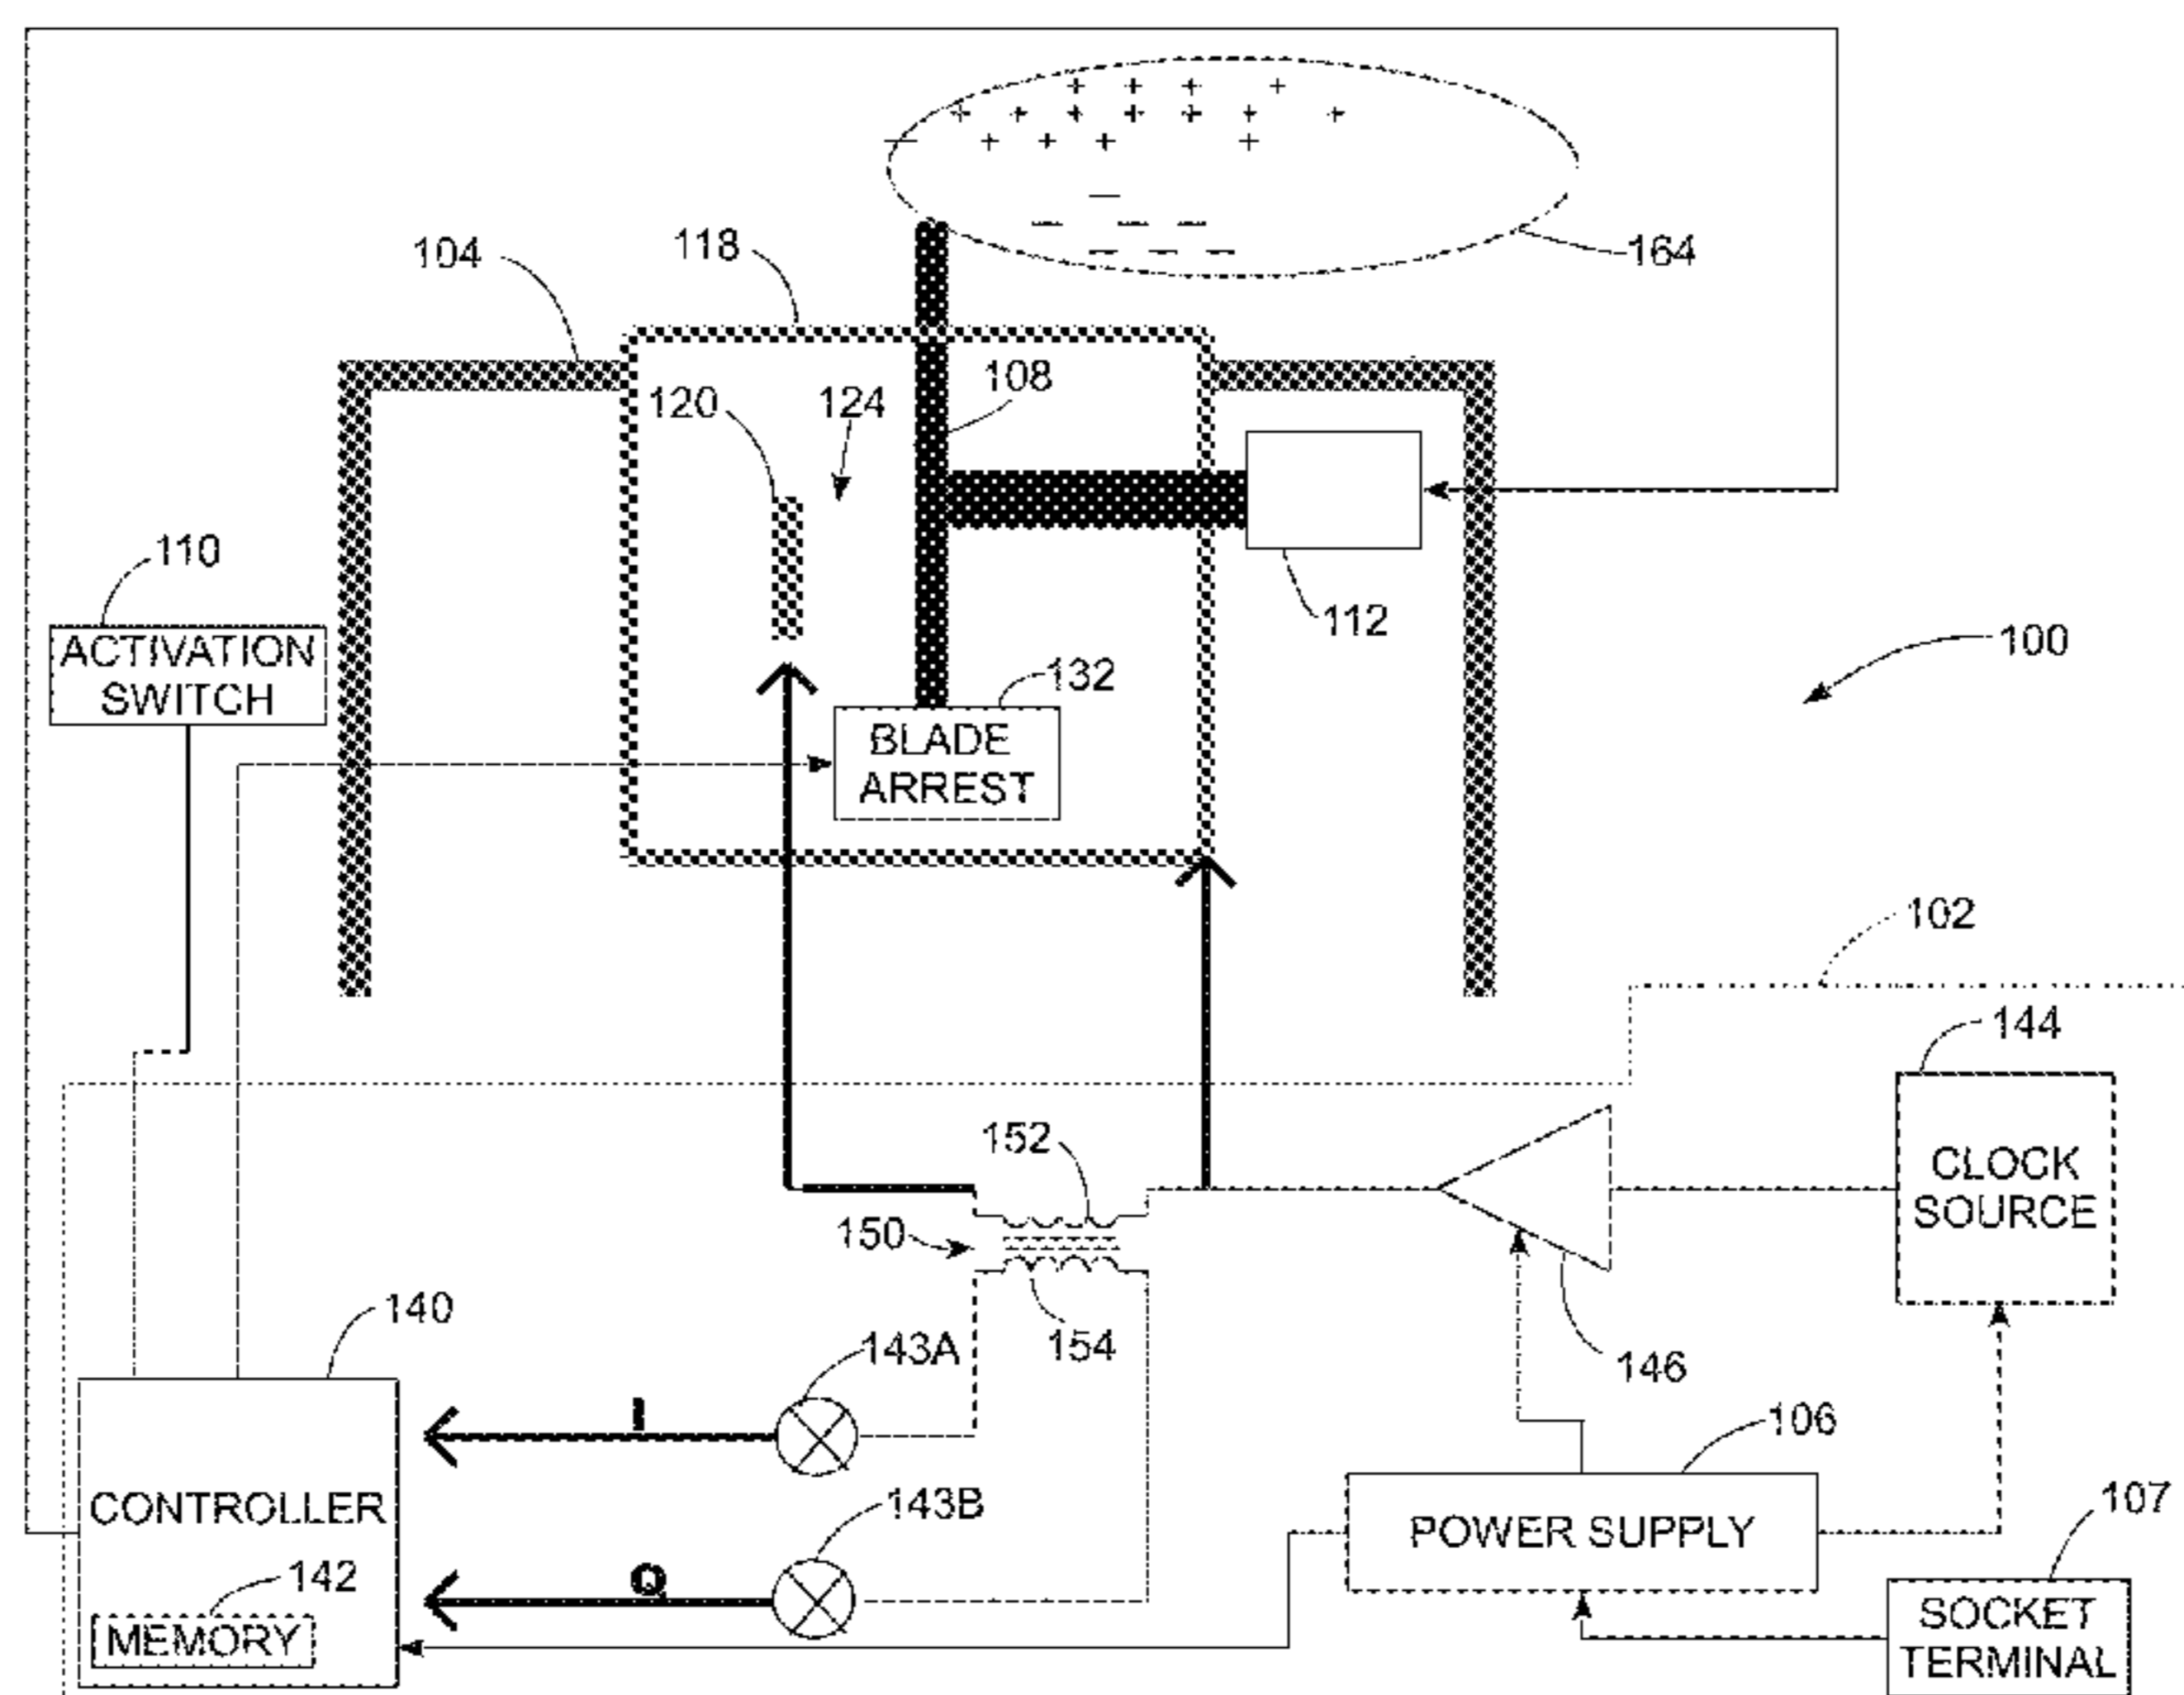 164
118
104
108
120
124
110
ACTIVATION
SWITCH
112
100
132
BLADE
ARREST
102
144
CLOCK
SOURCE
152
150
154
146
140
143A
I
106
CONTROLLER
143B
POWER SUPPLY
107
142
Q
MEMORY
SOCKET
TERMINAL